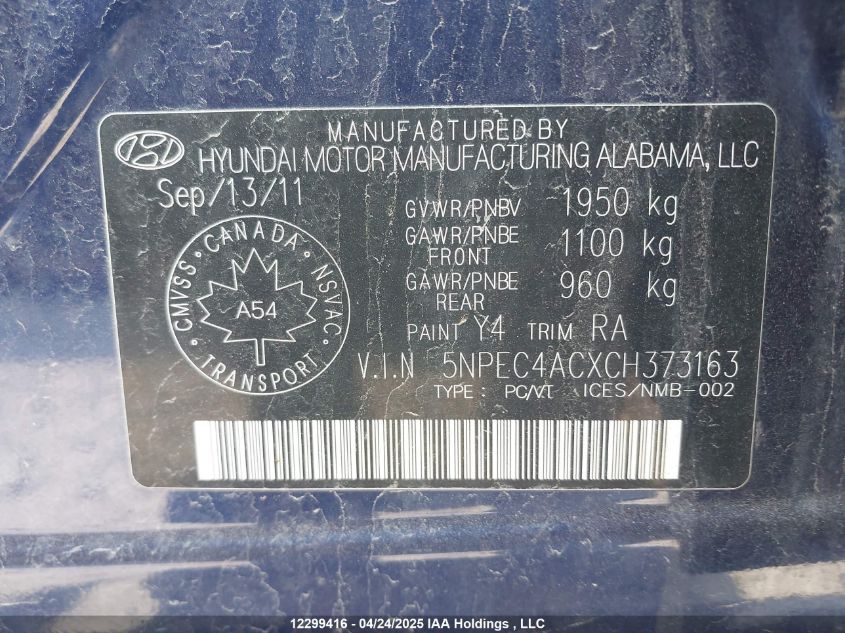 MANUFACTURED BY
HYUNDAI MOTOR MANUFACTURING ALABAMA, LLC
Sep/13/11
GVWR/PNBV 1950 kg
GAWR/PNBE FRONT 1100 kg
GAWR/PNBE REAR 960 kg
PAINT Y4 TRIM RA
CANADA
CMVSS NSVAC
A54
TRANSPORT
V.I.N 5NPEC4ACXCH373163
TYPE: PC/VT ICES/NMB-002
12299416 - 04/24/2025 IAA Holdings , LLC